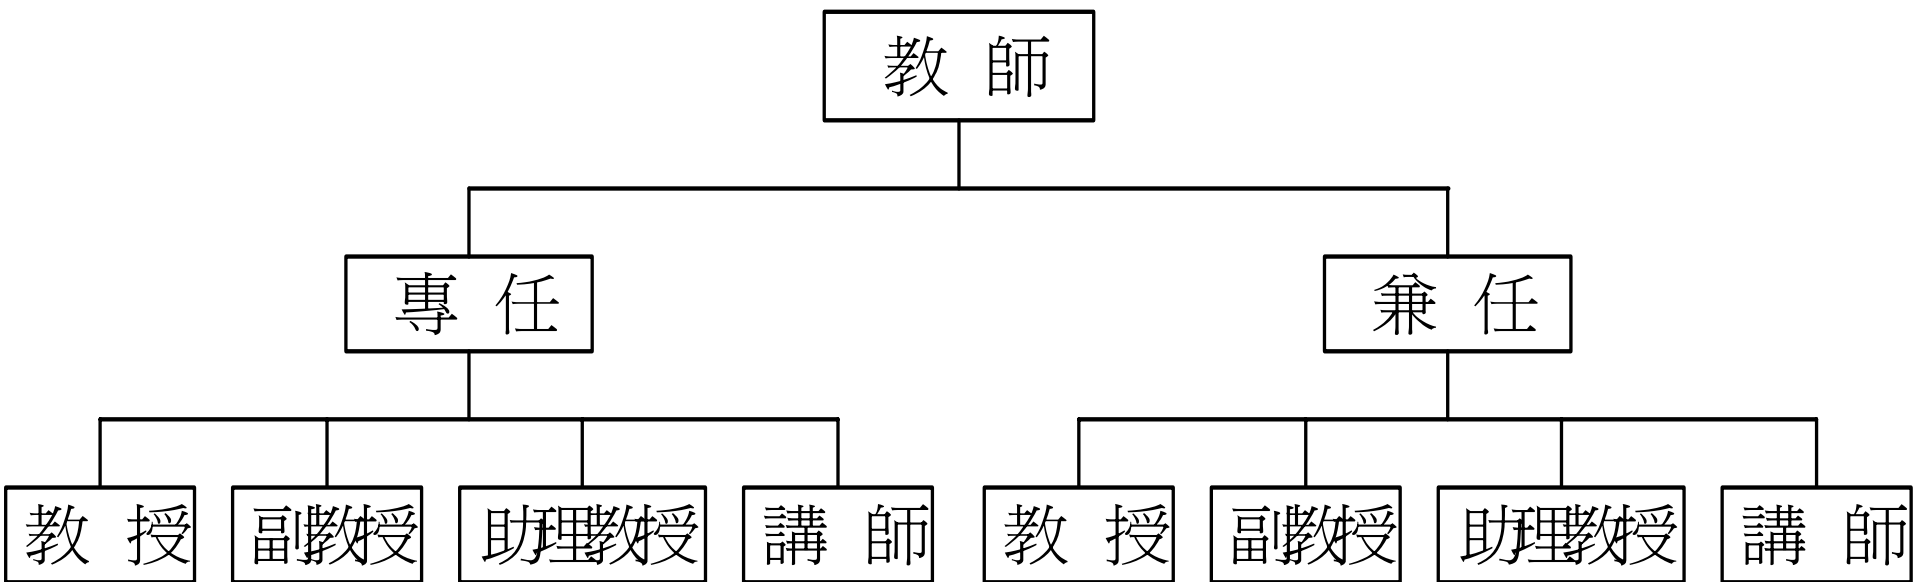 教 師
專 任 兼 任
教 授 副教授 助理教授 講 師 教 授 副教授 助理教授 講 師